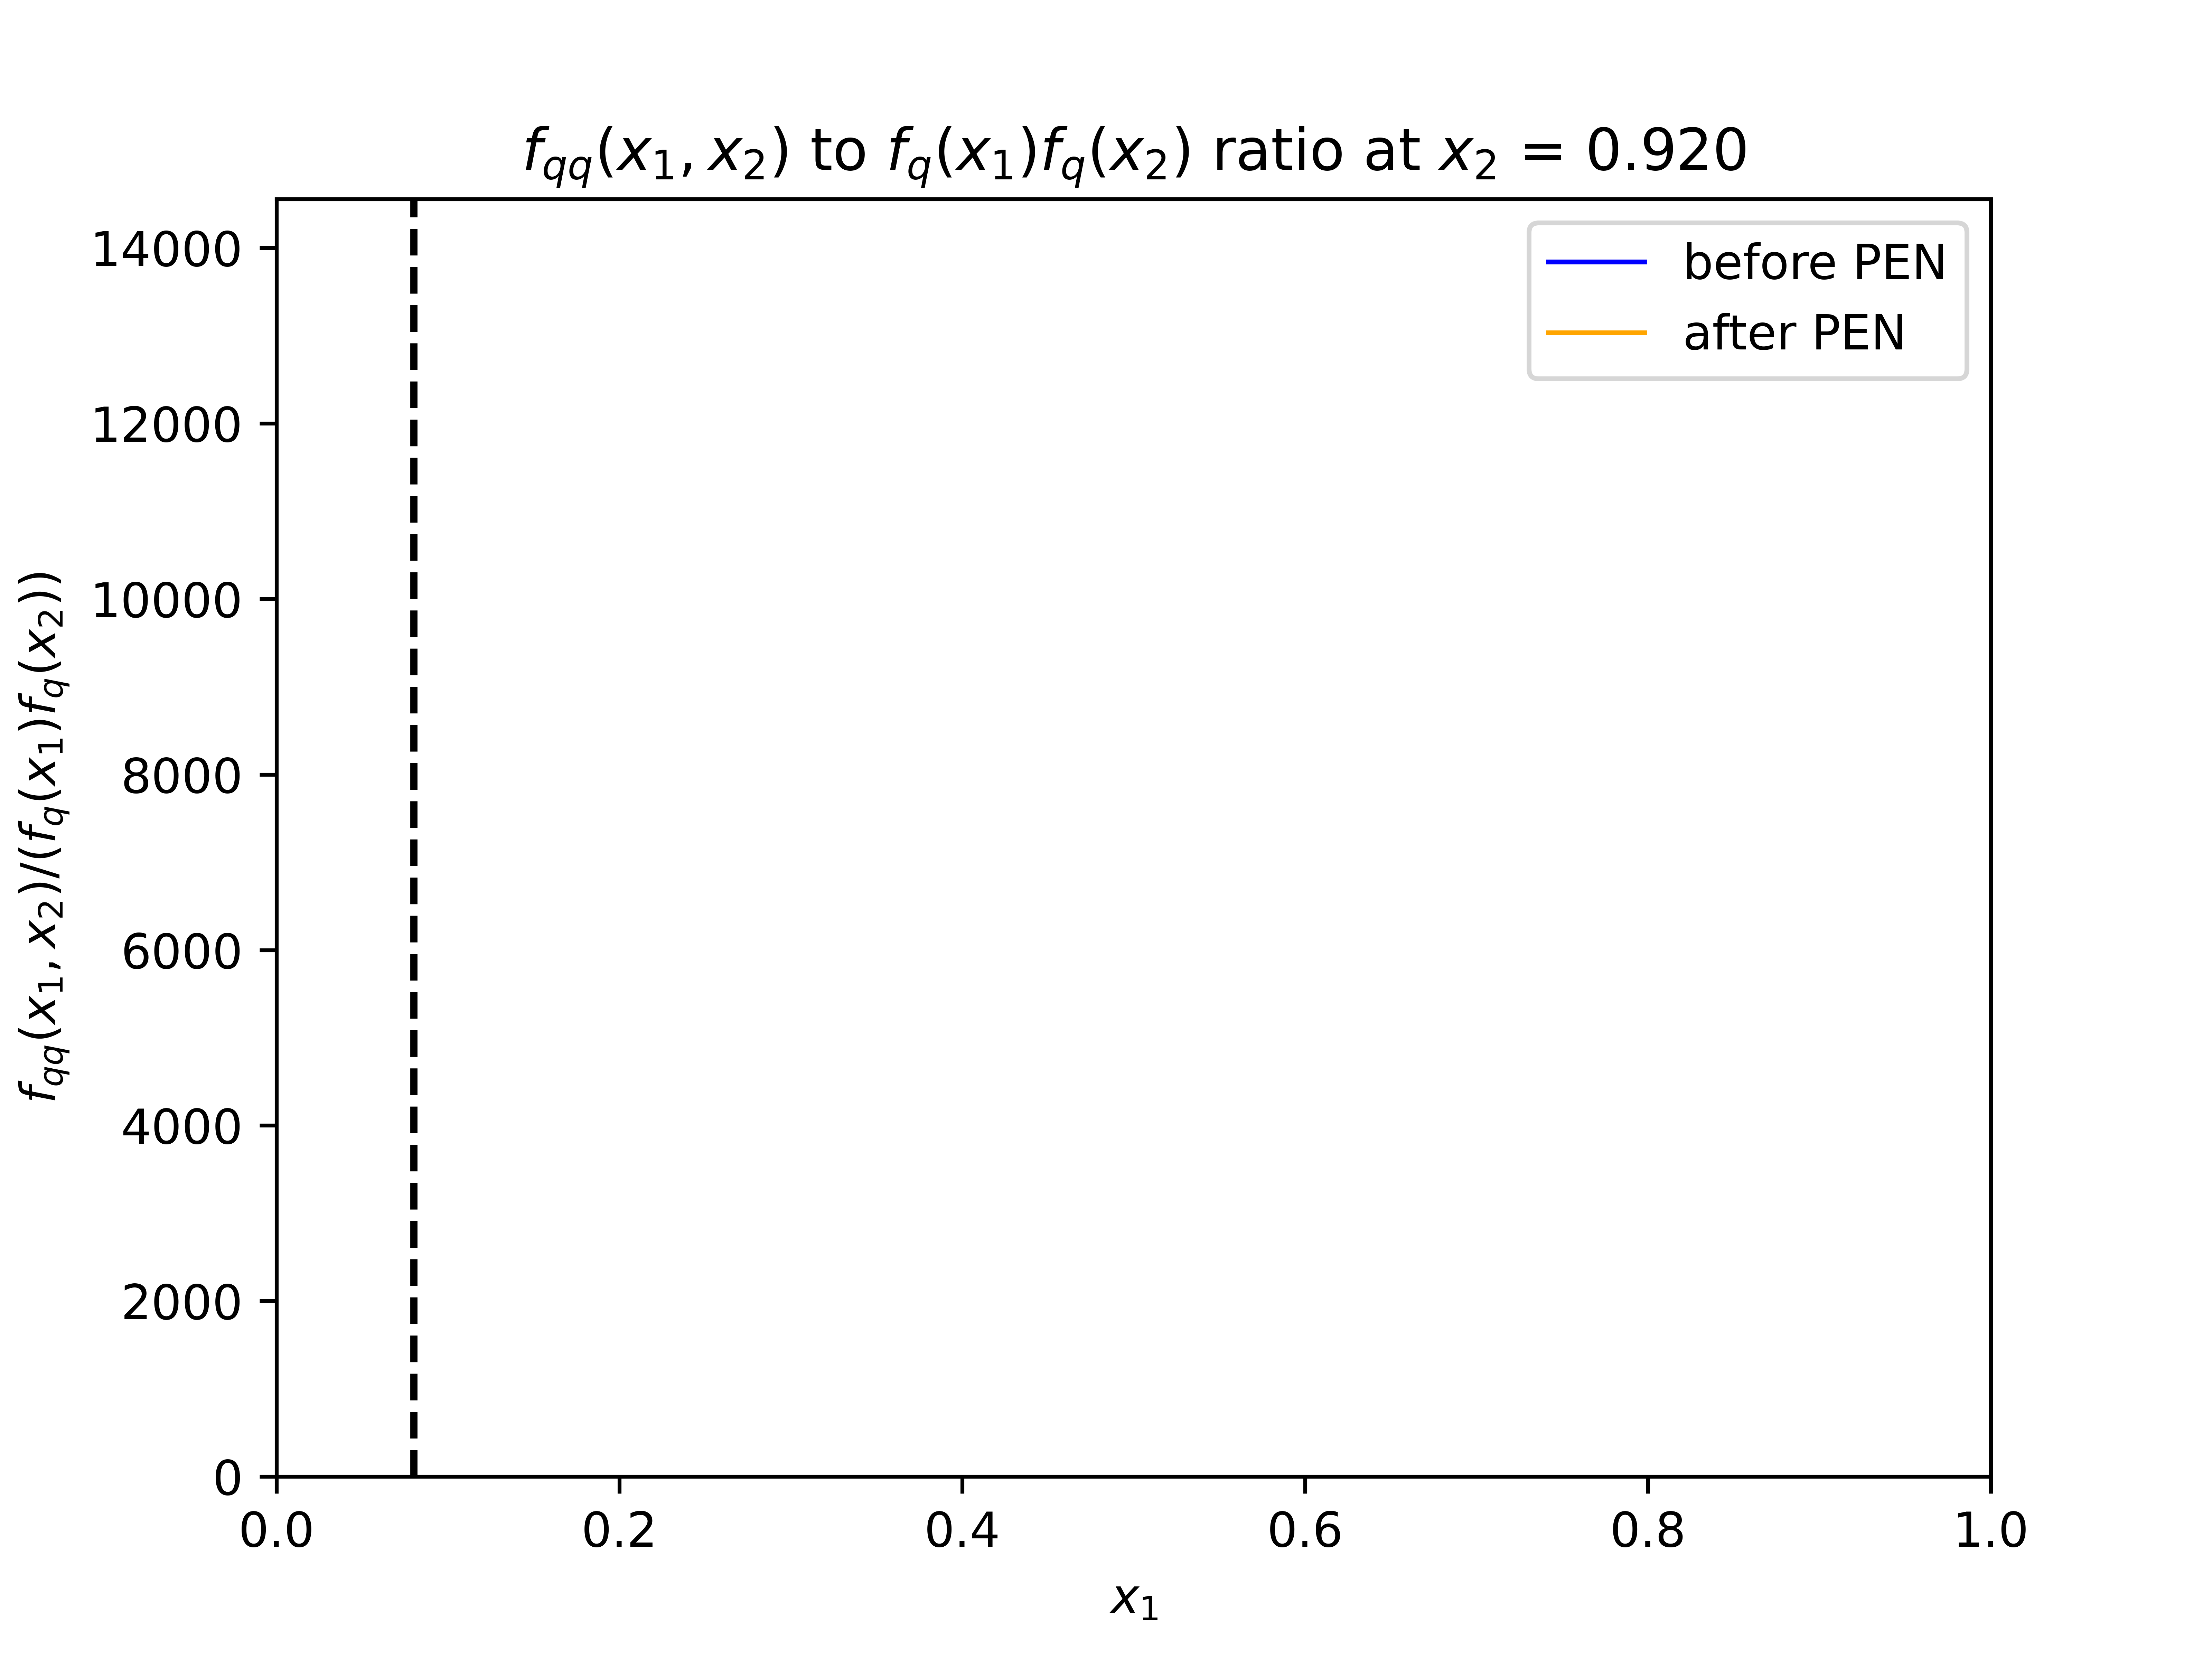 f_qq(x_1, x_2) to f_q(x_1)f_q(x_2) ratio at x_2 = 0.920
before PEN
after PEN
14000
12000
10000
8000
6000
4000
2000
0
f_qq(x_1, x_2)/(f_q(x_1)f_q(x_2))
0.0 0.2 0.4 0.6 0.8 1.0
x_1